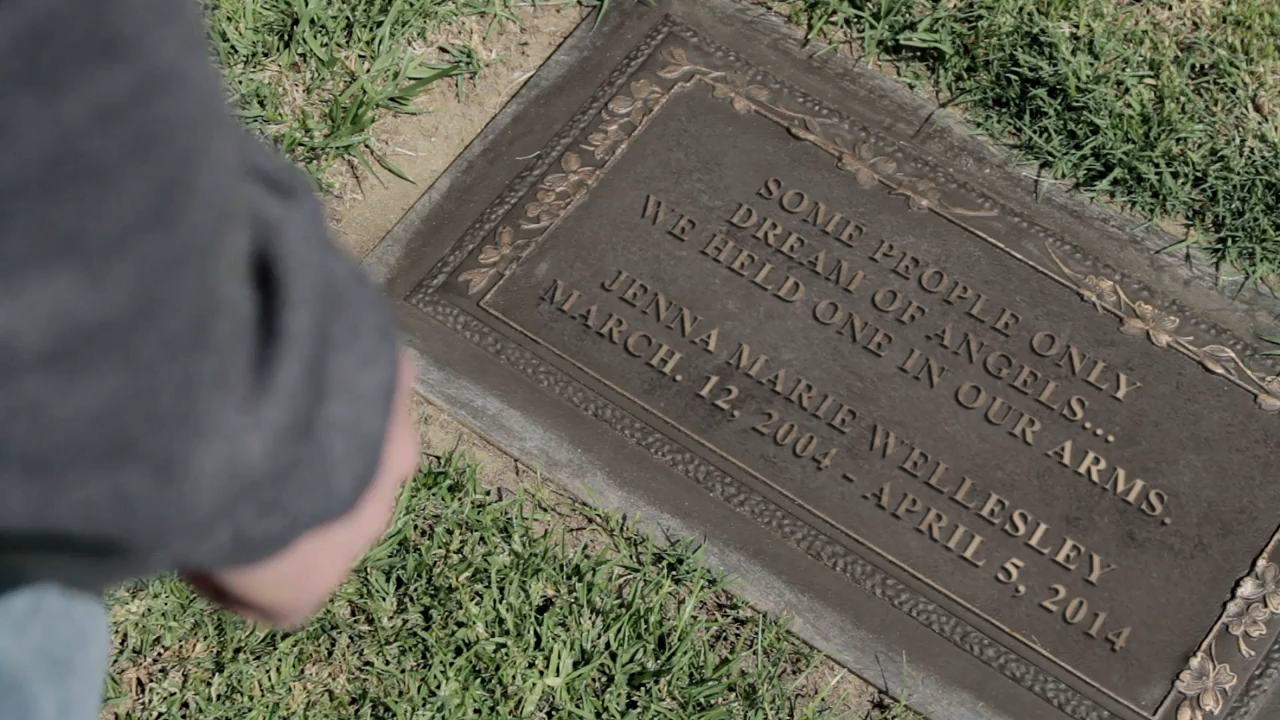 SOME PEOPLE ONLY
DREAM OF ANGELS...
WE HELD ONE IN OUR ARMS.
JENNA MARIE WELLESLEY
MARCH. 12, 2004 - APRIL 5, 2014